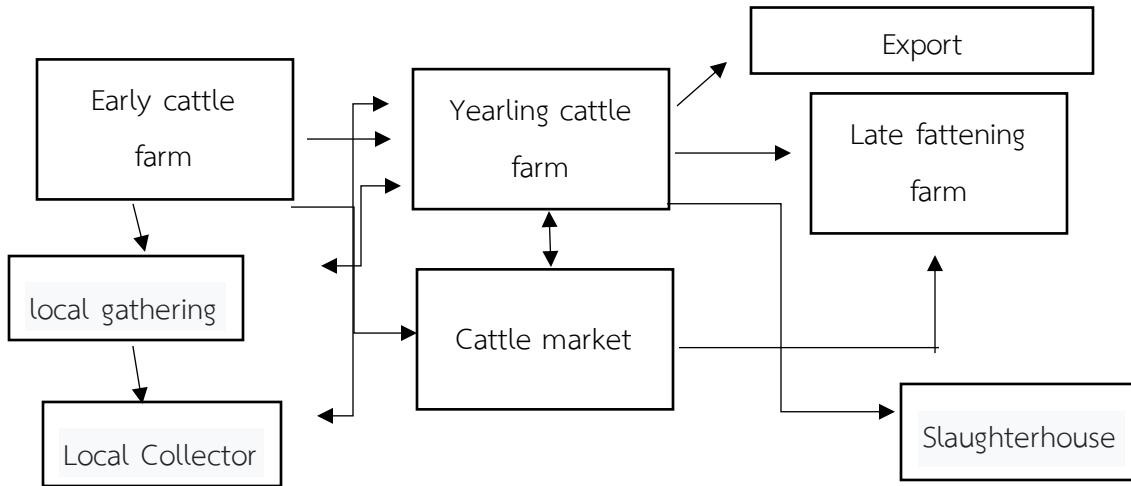 Export
Early cattle
farm
Yearling cattle
farm
Late fattening
farm
local gathering
Cattle market
Local Collector
Slaughterhouse